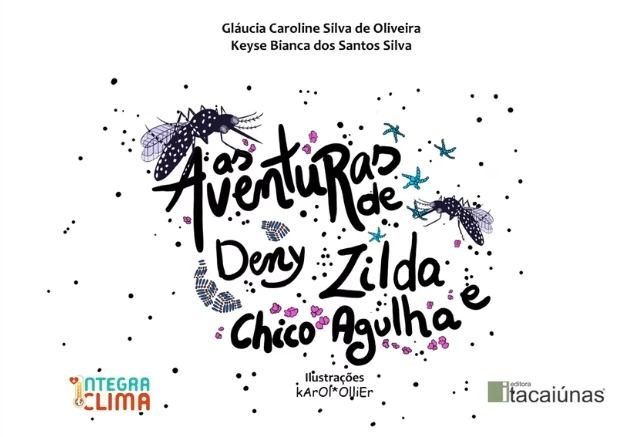 Gláucia Caroline Silva de Oliveira
Keyse Bianca dos Santos Silva
as
Aventuras
de
Deny Zilda
e
Chico Agulha
Ilustrações
kArOl*OlliEr
INTEGRA
CLIMA
editora
itacaiúnas®